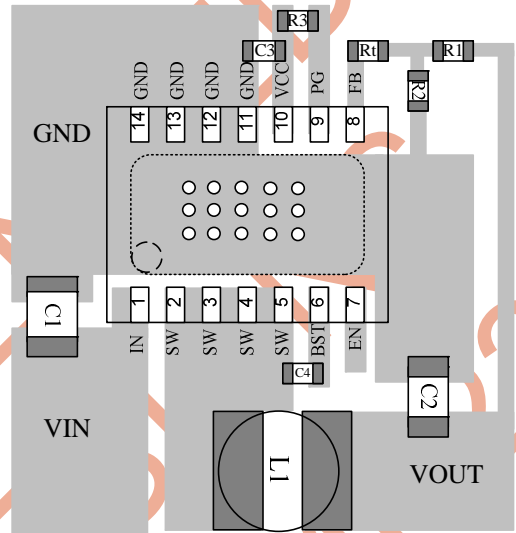 R3
C3
Rt
R1
GND
GND
GND
GND
VCC
PG
FB
R2
14
13
12
11
10
9
8
GND
1
2
3
4
5
6
7
C1
IN
SW
SW
SW
SW
BST
EN
C4
C2
VIN
L1
VOUT